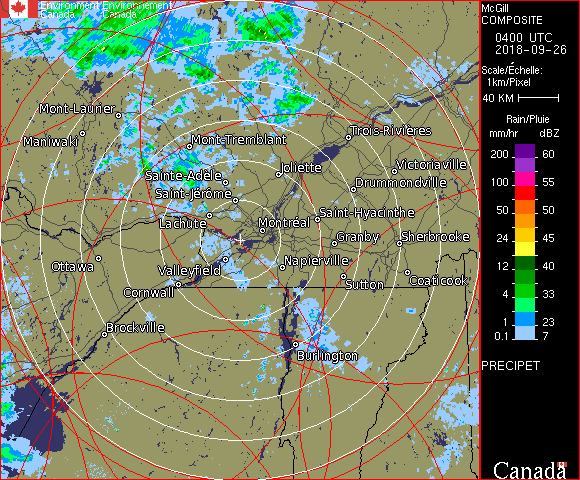 Environment Environnement
Canada Canada
McGill
COMPOSITE
0400 UTC
2018-09-26
Scale/Échelle:
1km/Pixel
40 KM
Rain/Pluie
mm/hr dBZ
200 60
100 55
50 50
24 45
12 40
4 33
1 23
0.1 7
PRECIPET
Canada
Mont-Laurier
Maniwaki
Mont-Tremblant
Trois-Rivières
Sainte-Adèle
Joliette
Victoriaville
Saint-Jérôme
Drummondville
Lachute
Montréal
Saint-Hyacinthe
Granby
Sherbrooke
Ottawa
Valleyfield
Napierville
Cornwall
Sutton
Coaticook
Brockville
Burlington